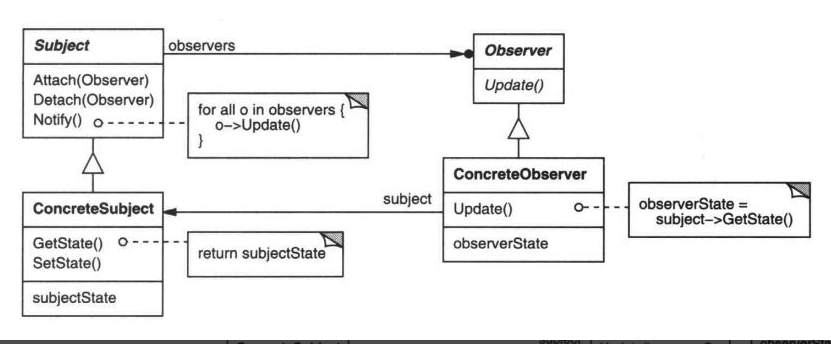 Subject
observers
Observer
Attach(Observer)
Detach(Observer)
Notify()
for all o in observers {
o->Update()
}
Update()
ConcreteSubject
subject
ConcreteObserver
GetState()
SetState()
return subjectState
Update()
observerState =
subject->GetState()
subjectState
observerState